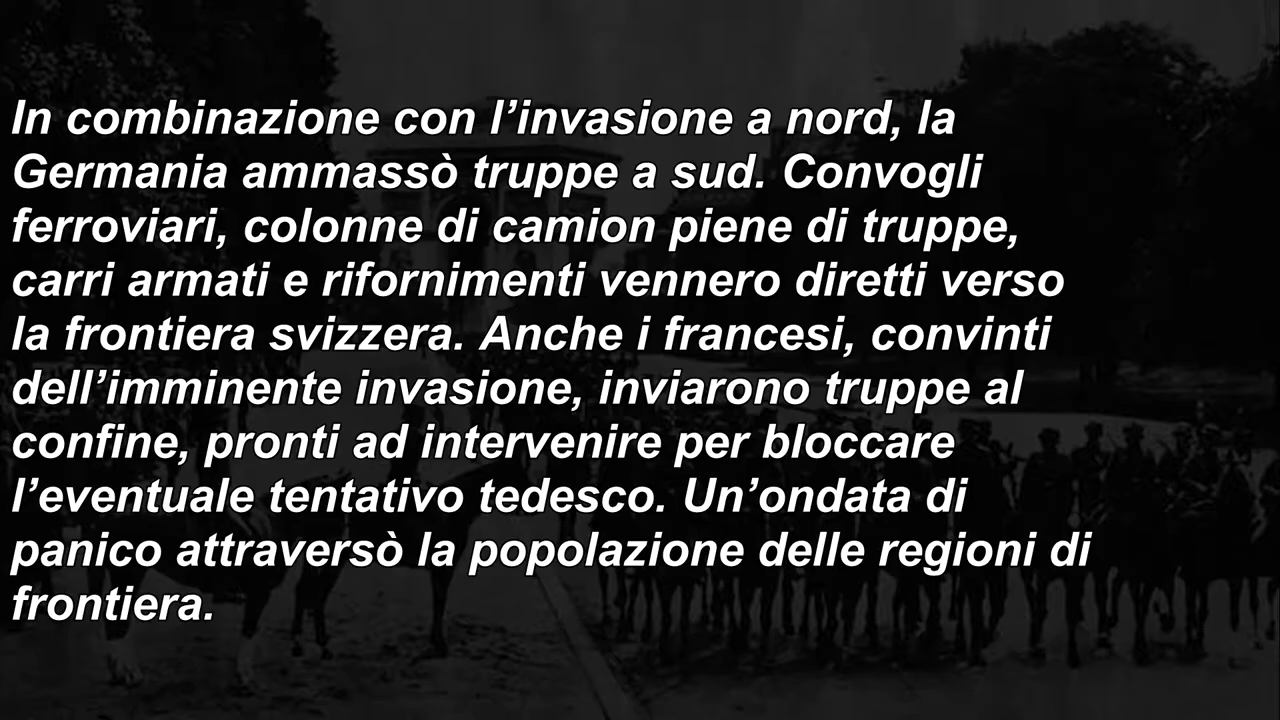 In combinazione con l’invasione a nord, la
Germania ammassò truppe a sud. Convogli
ferroviari, colonne di camion piene di truppe,
carri armati e rifornimenti vennero diretti verso
la frontiera svizzera. Anche i francesi, convinti
dell’imminente invasione, inviarono truppe al
confine, pronti ad intervenire per bloccare
l’eventuale tentativo tedesco. Un’ondata di
panico attraversò la popolazione delle regioni di
frontiera.